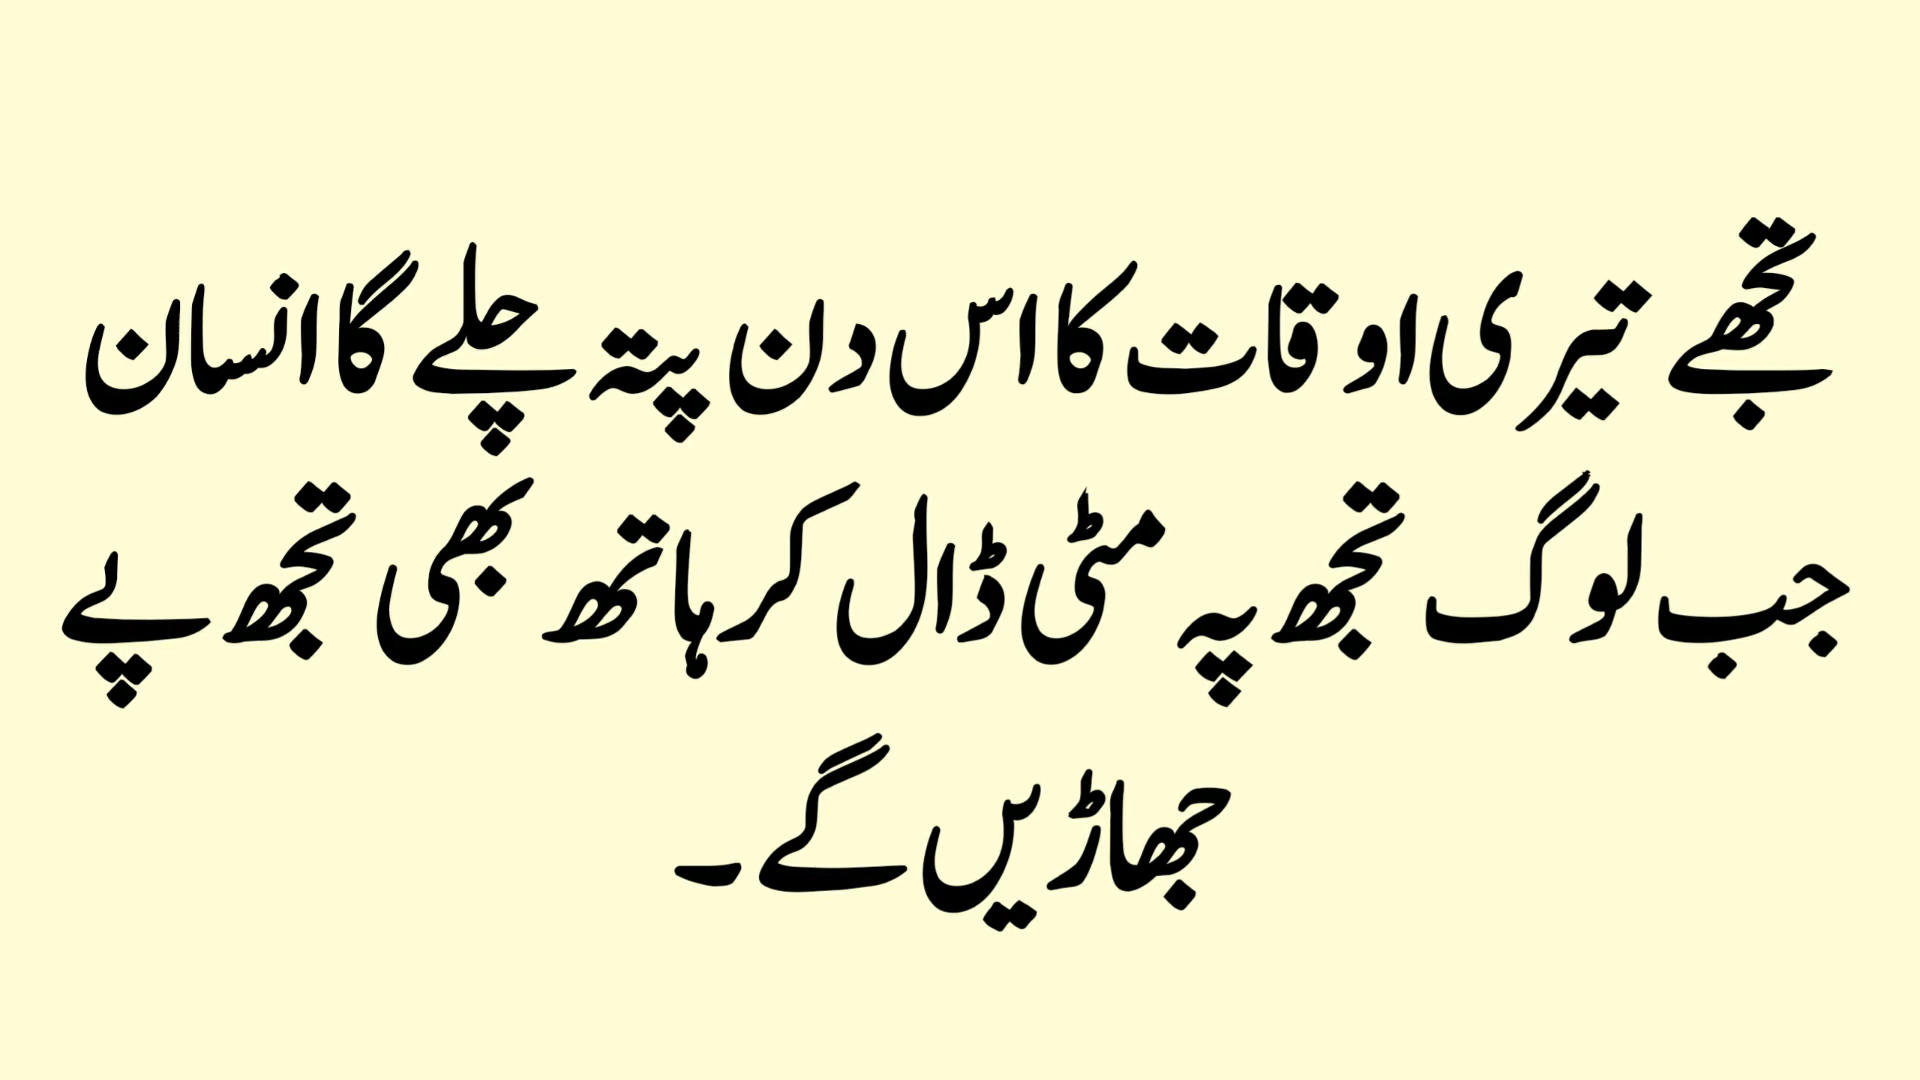 تجھے تیری اوقات کا اس دن پتہ چلے گا انسان
جب لوگ تجھ پہ مٹی ڈال کر ہاتھ بھی تجھ پے
جھاڑیں گے۔